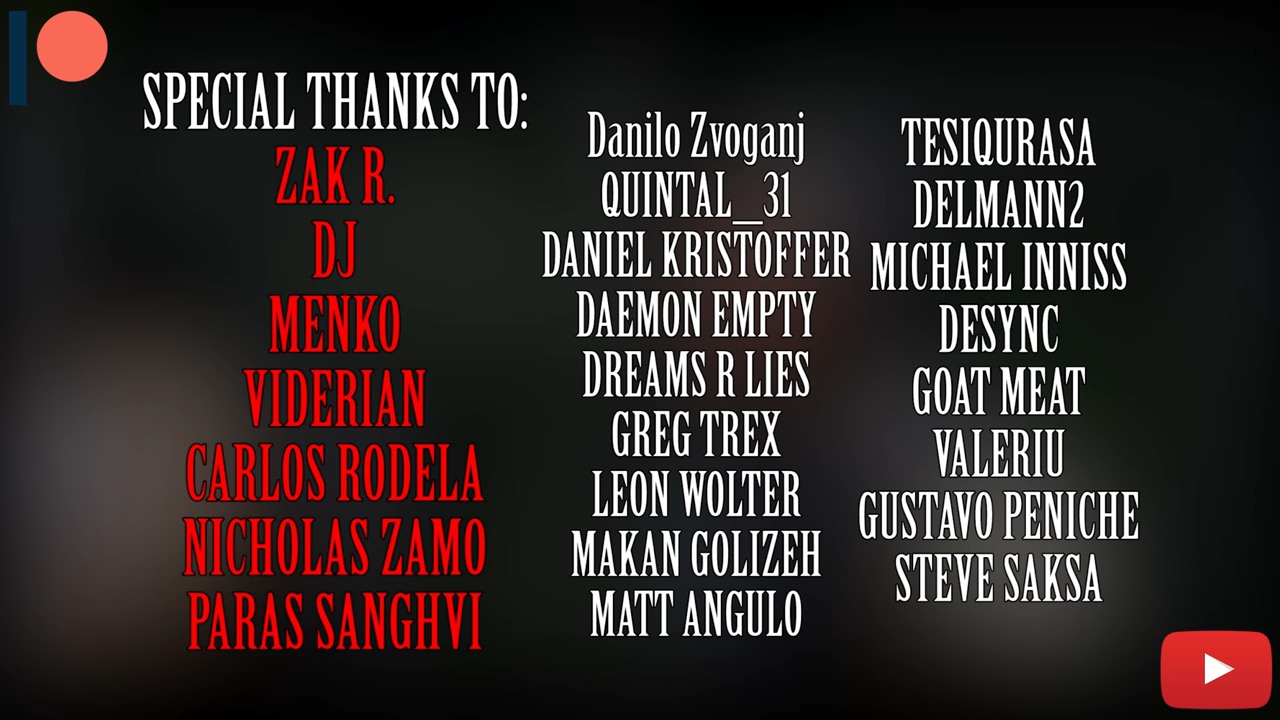 SPECIAL THANKS TO:
ZAK R.
DJ
MENKO
VIDERIAN
CARLOS RODELA
NICHOLAS ZAMO
PARAS SANGHVI
Danilo Zvoganj
QUINTAL_31
DANIEL KRISTOFFER
DAEMON EMPTY
DREAMS R LIES
GREG TREX
LEON WOLTER
MAKAN GOLIZEH
MATT ANGULO
TESIQURASA
DELMANN2
MICHAEL INNISS
DESYNC
GOAT MEAT
VALERIU
GUSTAVO PENICHE
STEVE SAKSA